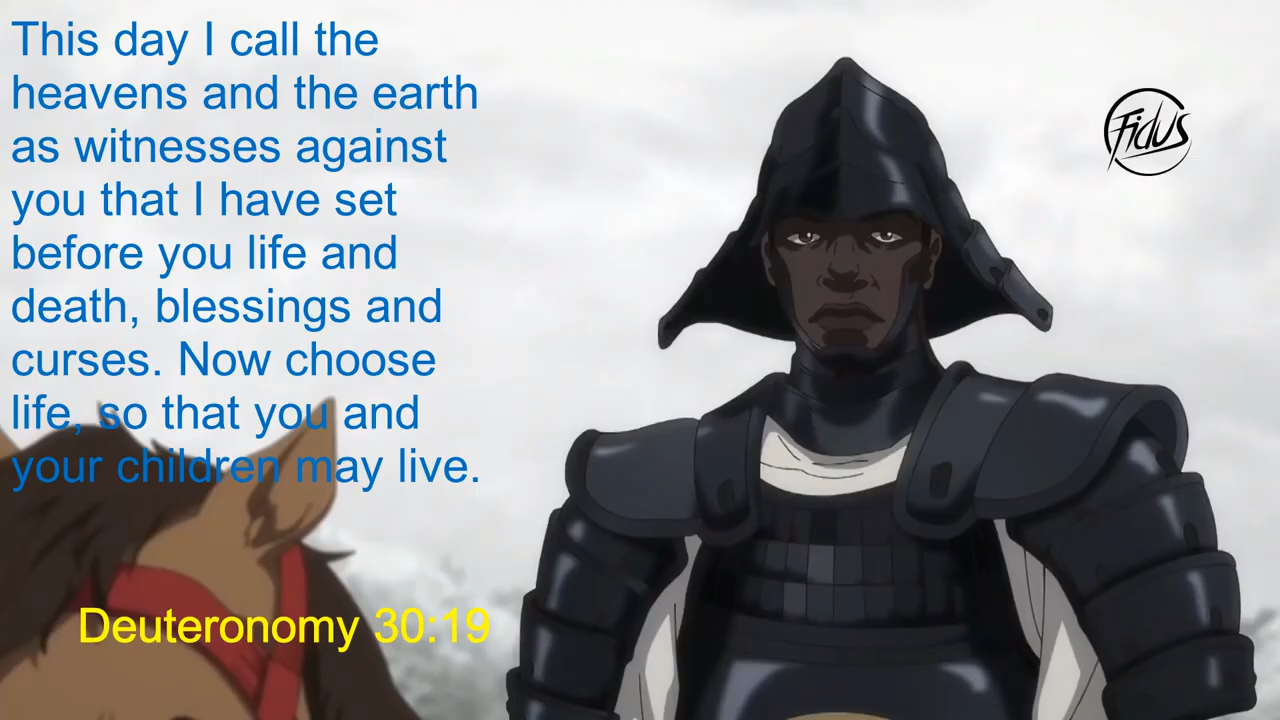 This day I call the
heavens and the earth
as witnesses against
you that I have set
before you life and
death, blessings and
curses. Now choose
life, so that you and
your children may live.
Deuteronomy 30:19
Fidus